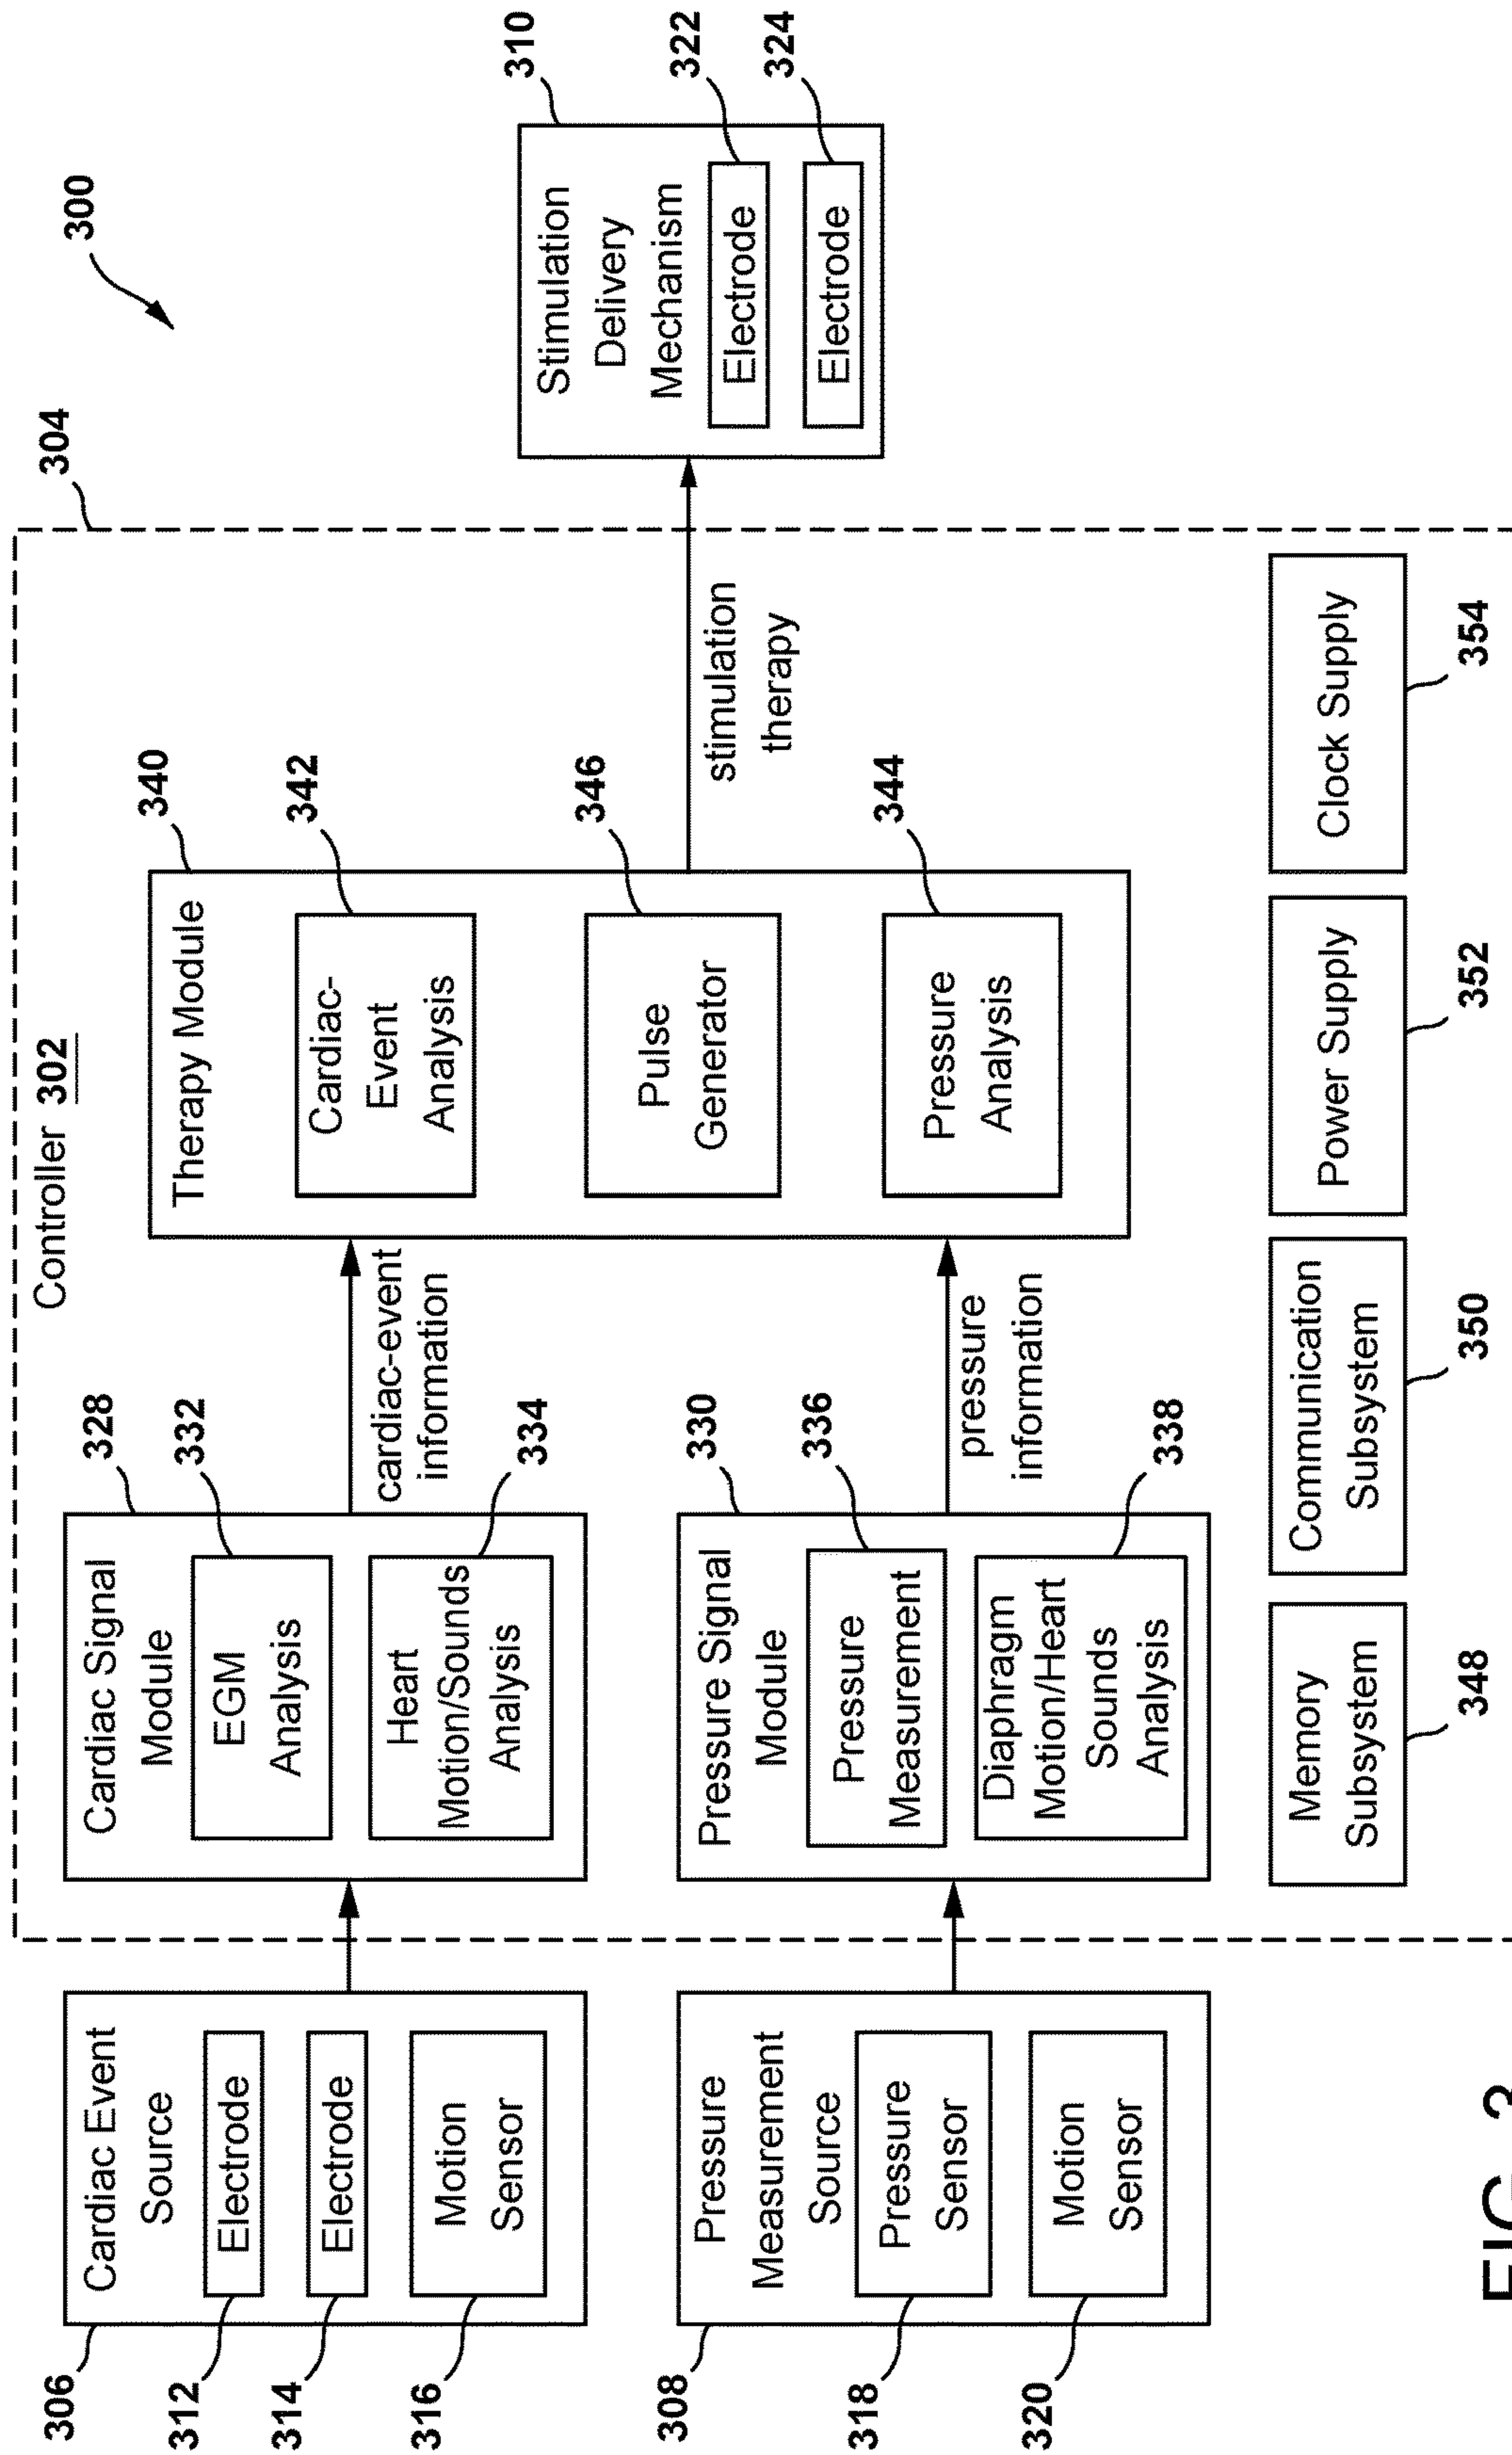 300
304
Controller 302
306
Cardiac Event
Source
312
Electrode
314
Electrode
316
Motion
Sensor
308
Pressure
Measurement
Source
318
Pressure
Sensor
320
Motion
Sensor
328
Cardiac Signal
Module
332
EGM
Analysis
334
Heart
Motion/Sounds
Analysis
cardiac-event
information
330
Pressure Signal
Module
336
Pressure
Measurement
338
Diaphragm
Motion/Heart
Sounds
Analysis
pressure
information
340
Therapy Module
342
Cardiac-
Event
Analysis
346
Pulse
Generator
344
Pressure
Analysis
stimulation
therapy
310
Stimulation
Delivery
Mechanism
322
Electrode
324
Electrode
Memory
Subsystem
348
Communication
Subsystem
350
Power Supply
352
Clock Supply
354
FIG. 3